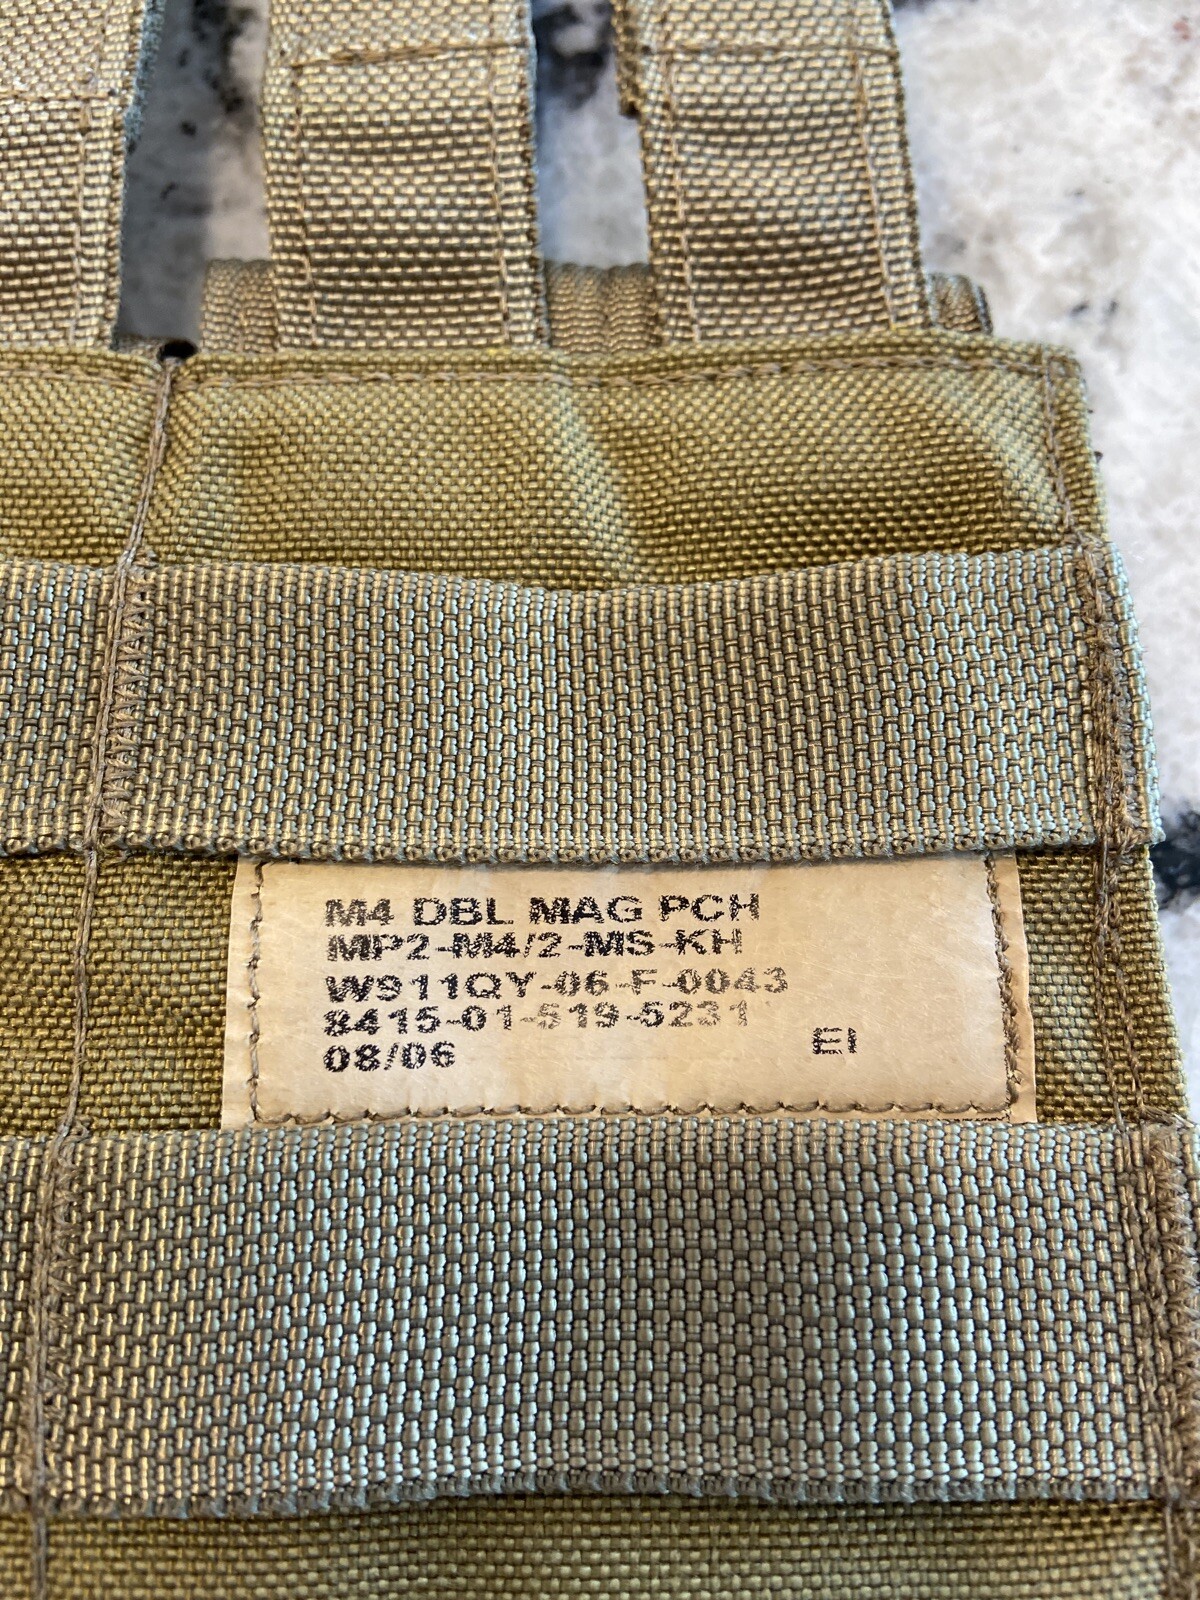 M4 DBL MAG PCH
MP2-M4/2-MS-KH
W911QY-06-F-0043
8415-01-519-5231
08/06 EI